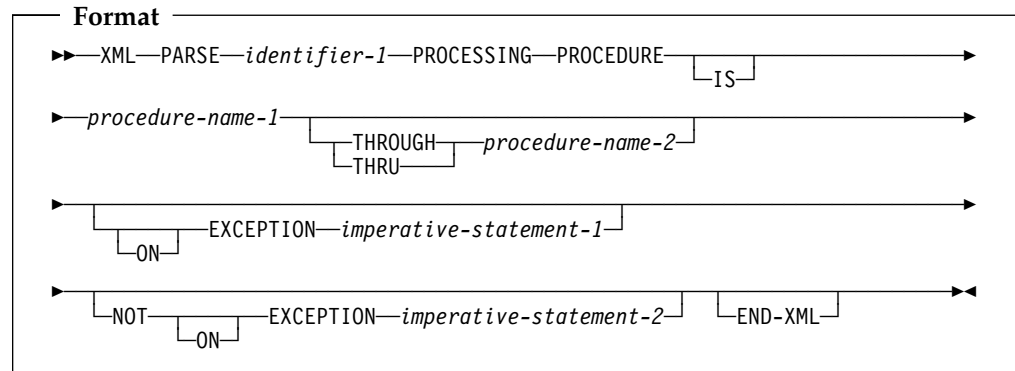 Format
XML PARSE identifier-1 PROCESSING PROCEDURE
IS
procedure-name-1
THROUGH procedure-name-2
THRU
EXCEPTION imperative-statement-1
ON
NOT EXCEPTION imperative-statement-2 END-XML
ON